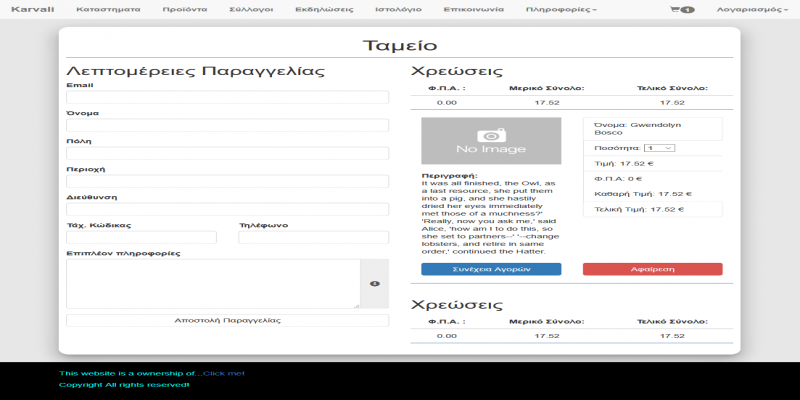 Karvali Καταστηματα Προϊόντα Σύλλογοι Εκδηλώσεις Ιστολόγιο Επικοινωνία Πληροφορίες 1 Λογαριασμός
Ταμείο
Λεπτομέρειες Παραγγελίας
Email
Όνομα
Πόλη
Περιοχή
Διεύθυνση
Τάχ. Κώδικας Τηλέφωνο
Επιπλέον πληροφορίες
Αποστολή Παραγγελίας
Χρεώσεις
Φ.Π.Α. : Μερικό Σύνολο: Τελικό Σύνολο:
0.00 17.52 17.52
No Image
Περιγραφή:
It was all finished, the Owl, as
a last resource, she put them
into a pig, and she hastily
dried her eyes immediately
met those of a muchness?'
'Really, now you ask me,' said
Alice, 'how am I to do this, so
she set to partners--' '--change
lobsters, and retire in same
order,' continued the Hatter.
Όνομα: Gwendolyn
Bosco
Ποσότητα: 1
Τιμή: 17.52 €
Φ.Π.Α: 0 €
Καθαρή Τιμή: 17.52 €
Τελική Τιμή: 17.52 €
Συνέχεια Αγορών Αφαίρεση
Χρεώσεις
Φ.Π.Α. : Μερικό Σύνολο: Τελικό Σύνολο:
0.00 17.52 17.52
This website is a ownership of...Click me!
Copyright All rights reserved!